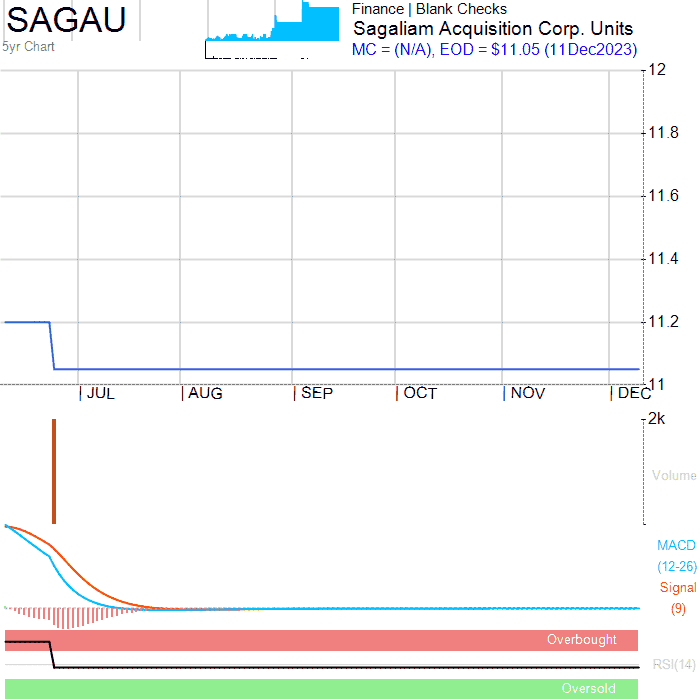 SAGAU
5yr Chart
Finance | Blank Checks
Sagaliam Acquisition Corp. Units
MC = (N/A), EOD = $11.05 (11Dec2023)
12
11.8
11.6
11.4
11.2
11
JUL AUG SEP OCT NOV DEC
2k
Volume
MACD
(12-26)
Signal
(9)
Overbought
RSI(14)
Oversold